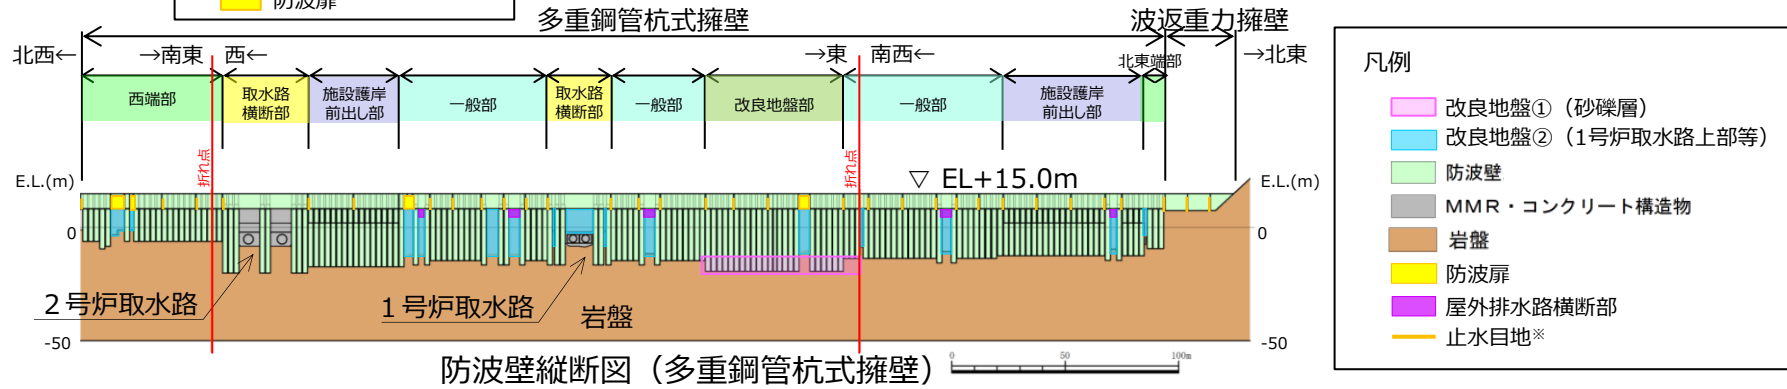 防波扉
多重鋼管杭式擁壁
波返重力擁壁
北西←
→南東
西←
→東
南西←
→北東
北東端部
西端部
取水路
横断部
施設護岸
前出し部
一般部
取水路
横断部
一般部
改良地盤部
一般部
施設護岸
前出し部
折れ点
折れ点
E.L.(m)
▽ EL+15.0m
E.L.(m)
0
0
2号炉取水路
1号炉取水路
岩盤
-50
-50
防波壁縦断図（多重鋼管杭式擁壁）
0
50
100m
凡例
改良地盤①（砂礫層）
改良地盤②（1号炉取水路上部等）
防波壁
MMR・コンクリート構造物
岩盤
防波扉
屋外排水路横断部
止水目地※